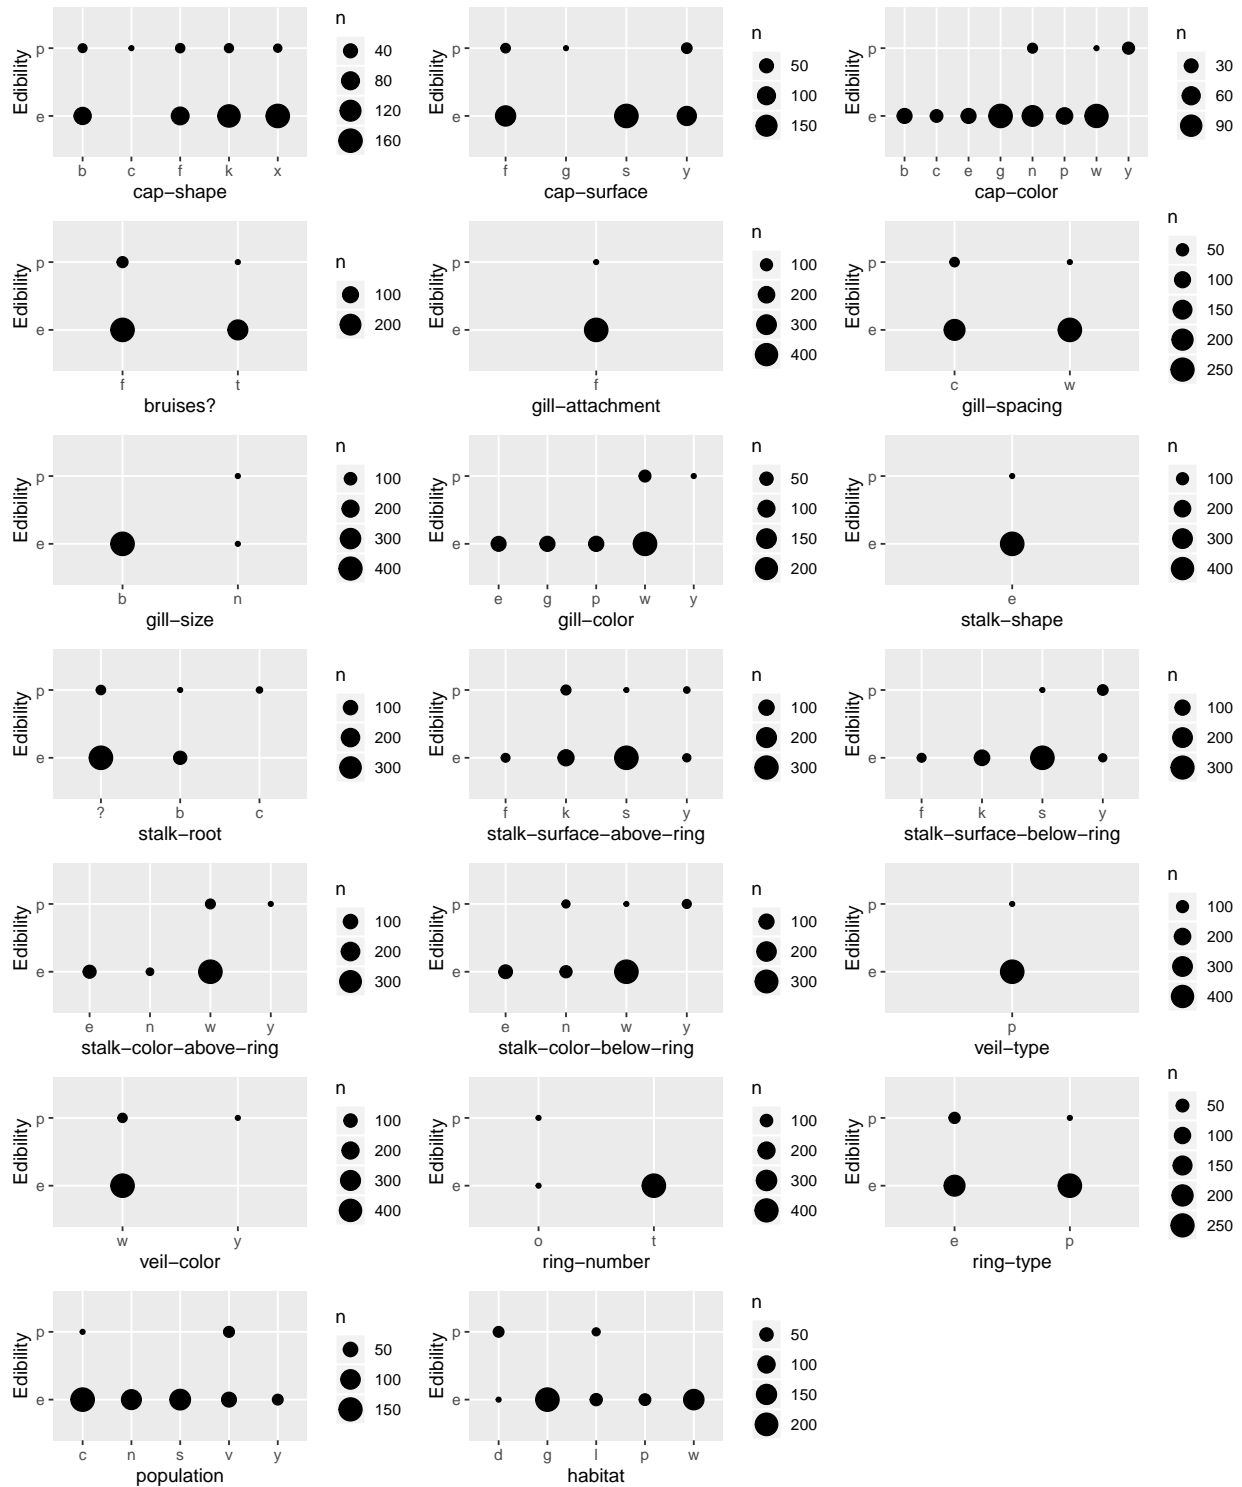 n
Edibility
p
e
40
80
120
160
b c f k x
cap−shape
n
Edibility
p
e
50
100
150
f g s y
cap−surface
n
Edibility
p
e
30
60
90
b c e g n p w y
cap−color
n
Edibility
p
e
100
200
f t
bruises?
n
Edibility
p
e
100
200
300
400
f
gill−attachment
n
Edibility
p
e
50
100
150
200
250
c w
gill−spacing
n
Edibility
p
e
100
200
300
400
b n
gill−size
n
Edibility
p
e
50
100
150
200
e g p w y
gill−color
n
Edibility
p
e
100
200
300
400
e
stalk−shape
n
Edibility
p
e
100
200
300
? b c
stalk−root
n
Edibility
p
e
100
200
300
f k s y
stalk−surface−above−ring
n
Edibility
p
e
100
200
300
f k s y
stalk−surface−below−ring
n
Edibility
p
e
100
200
300
e n w y
stalk−color−above−ring
n
Edibility
p
e
100
200
300
e n w y
stalk−color−below−ring
n
Edibility
p
e
100
200
300
400
p
veil−type
n
Edibility
p
e
100
200
300
400
w y
veil−color
n
Edibility
p
e
100
200
300
400
o t
ring−number
n
Edibility
p
e
50
100
150
200
250
e p
ring−type
n
Edibility
p
e
50
100
150
c n s v y
population
n
Edibility
p
e
50
100
150
200
d g l p w
habitat